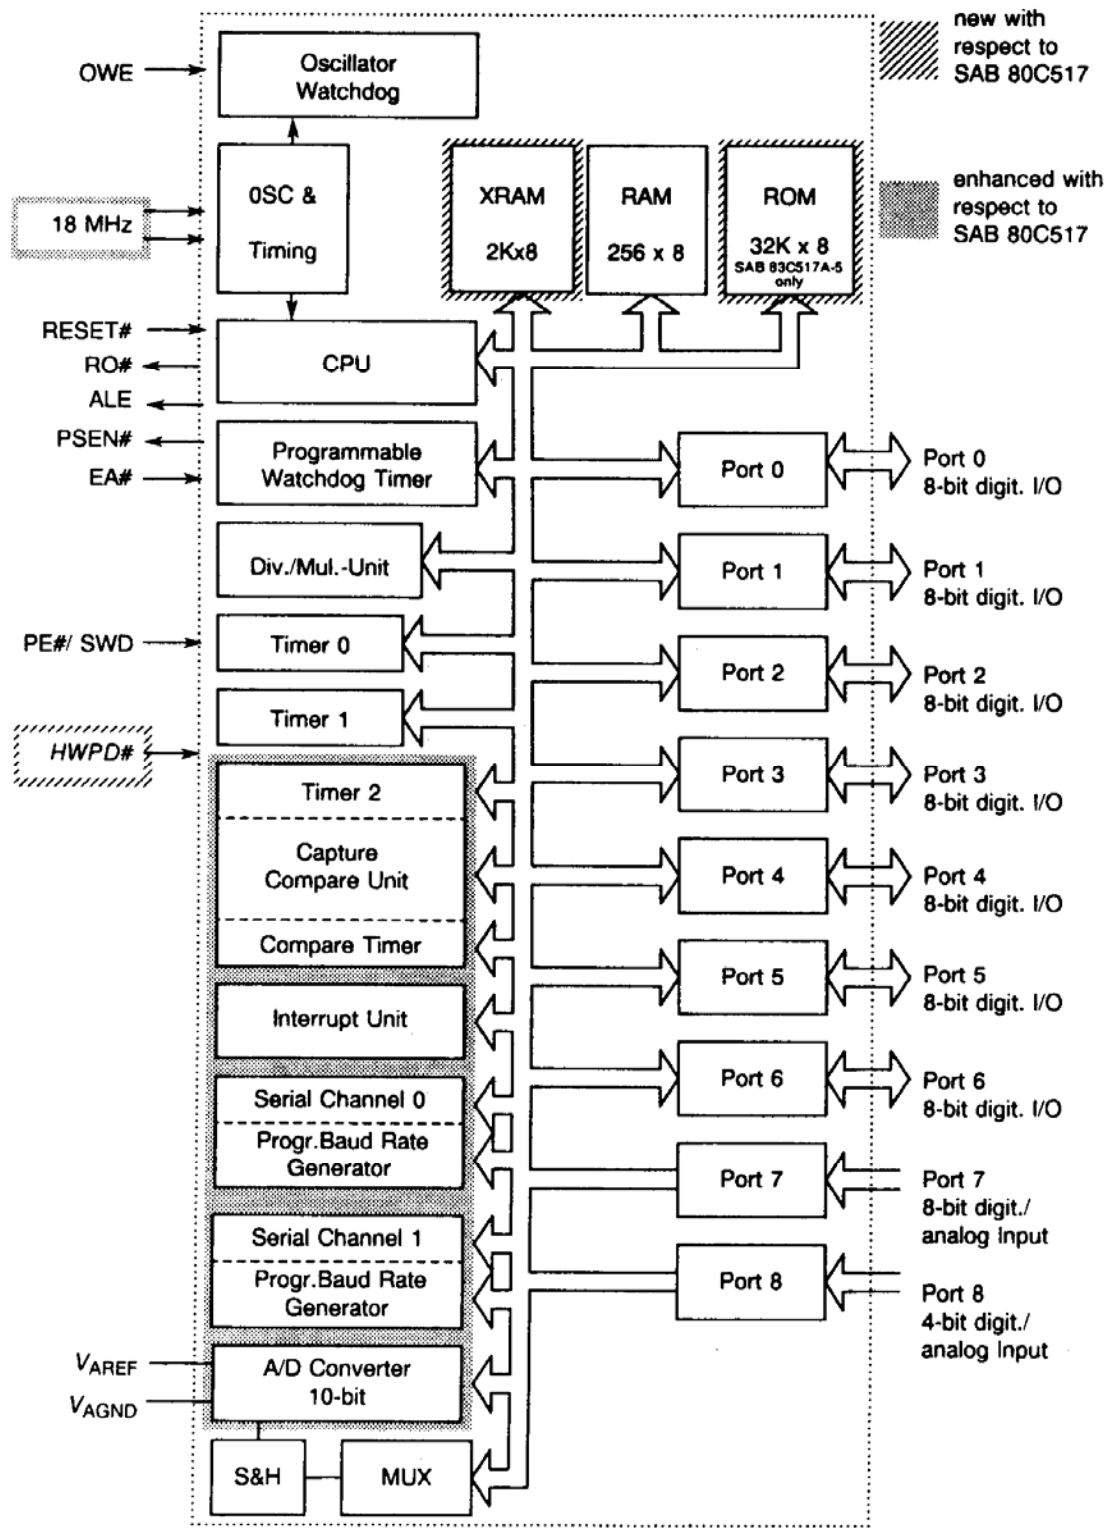 new with
respect to
SAB 80C517
enhanced with
respect to
SAB 80C517
OWE
18 MHz
RESET#
RO#
ALE
PSEN#
EA#
PE#/ SWD
HWPD#
VAREF
VAGND
Oscillator
Watchdog
0SC &
Timing
XRAM
2Kx8
RAM
256 x 8
ROM
32K x 8
SAB 83C517A-5
only
CPU
Programmable
Watchdog Timer
Div./Mul.-Unit
Timer 0
Timer 1
Timer 2
Capture
Compare Unit
Compare Timer
Interrupt Unit
Serial Channel 0
Progr.Baud Rate
Generator
Serial Channel 1
Progr.Baud Rate
Generator
A/D Converter
10-bit
S&H
MUX
Port 0
Port 1
Port 2
Port 3
Port 4
Port 5
Port 6
Port 7
Port 8
Port 0
8-bit digit. I/O
Port 1
8-bit digit. I/O
Port 2
8-bit digit. I/O
Port 3
8-bit digit. I/O
Port 4
8-bit digit. I/O
Port 5
8-bit digit. I/O
Port 6
8-bit digit. I/O
Port 7
8-bit digit./
analog Input
Port 8
4-bit digit./
analog Input